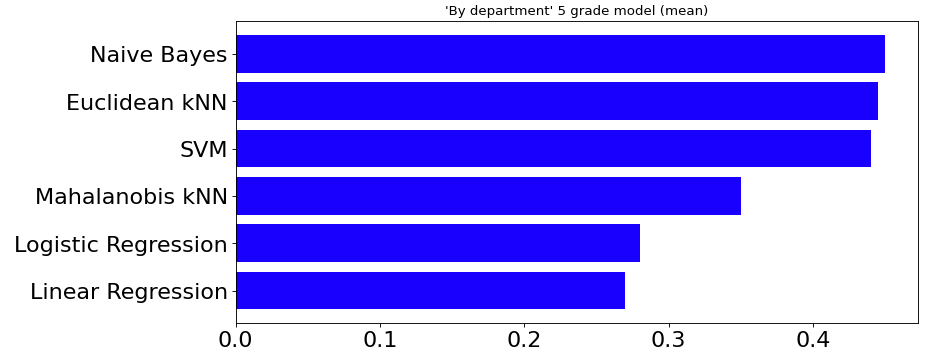 'By department' 5 grade model (mean)
Naive Bayes
Euclidean kNN
SVM
Mahalanobis kNN
Logistic Regression
Linear Regression
0.0 0.1 0.2 0.3 0.4